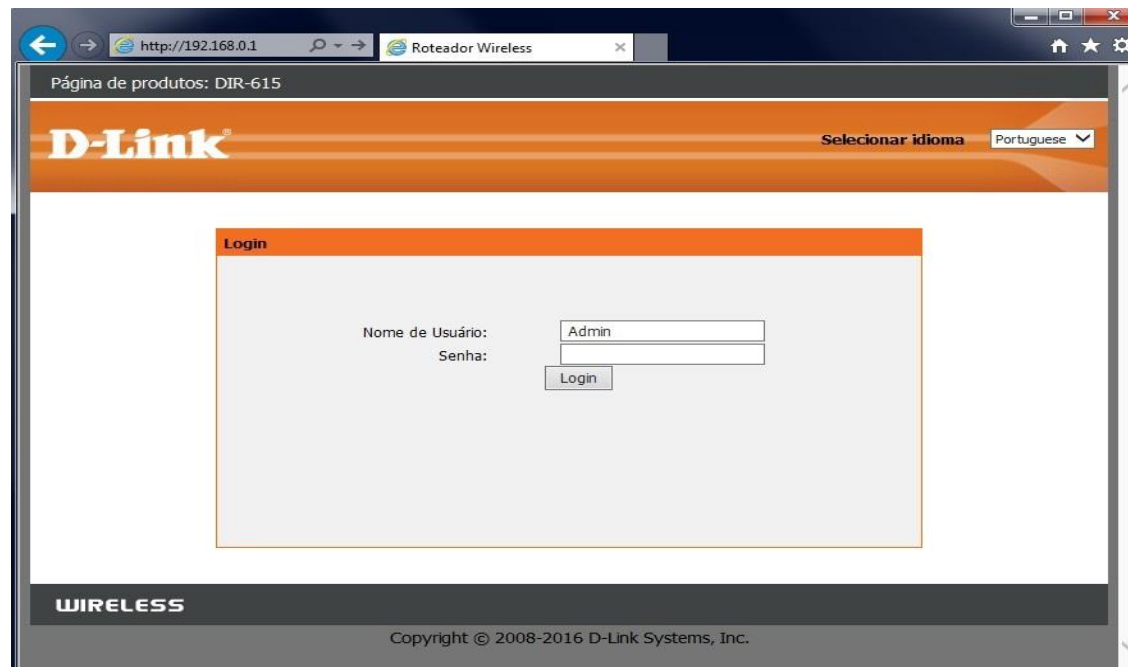 http://192.168.0.1
Roteador Wireless
Página de produtos: DIR-615
D-Link®
Selecionar idioma
Portuguese
Login
Nome de Usuário:
Admin
Senha:
Login
WIRELESS
Copyright © 2008-2016 D-Link Systems, Inc.